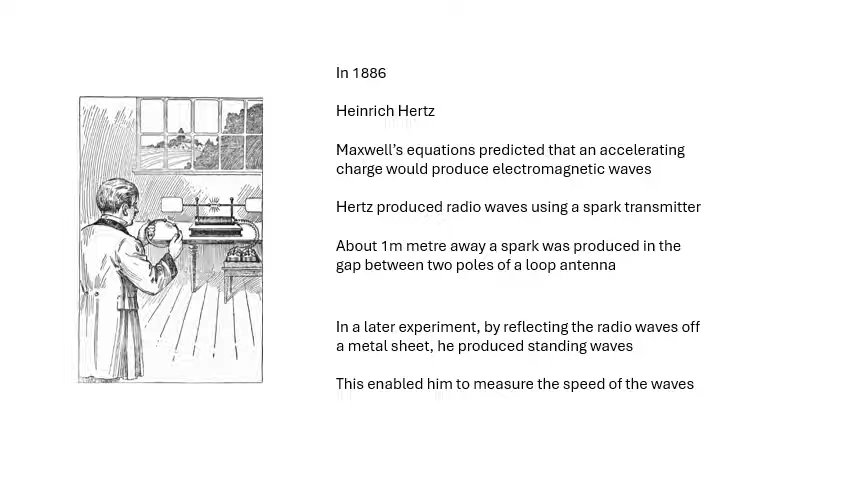 In 1886
Heinrich Hertz
Maxwell’s equations predicted that an accelerating
charge would produce electromagnetic waves
Hertz produced radio waves using a spark transmitter
About 1m metre away a spark was produced in the
gap between two poles of a loop antenna
In a later experiment, by reflecting the radio waves off
a metal sheet, he produced standing waves
This enabled him to measure the speed of the waves